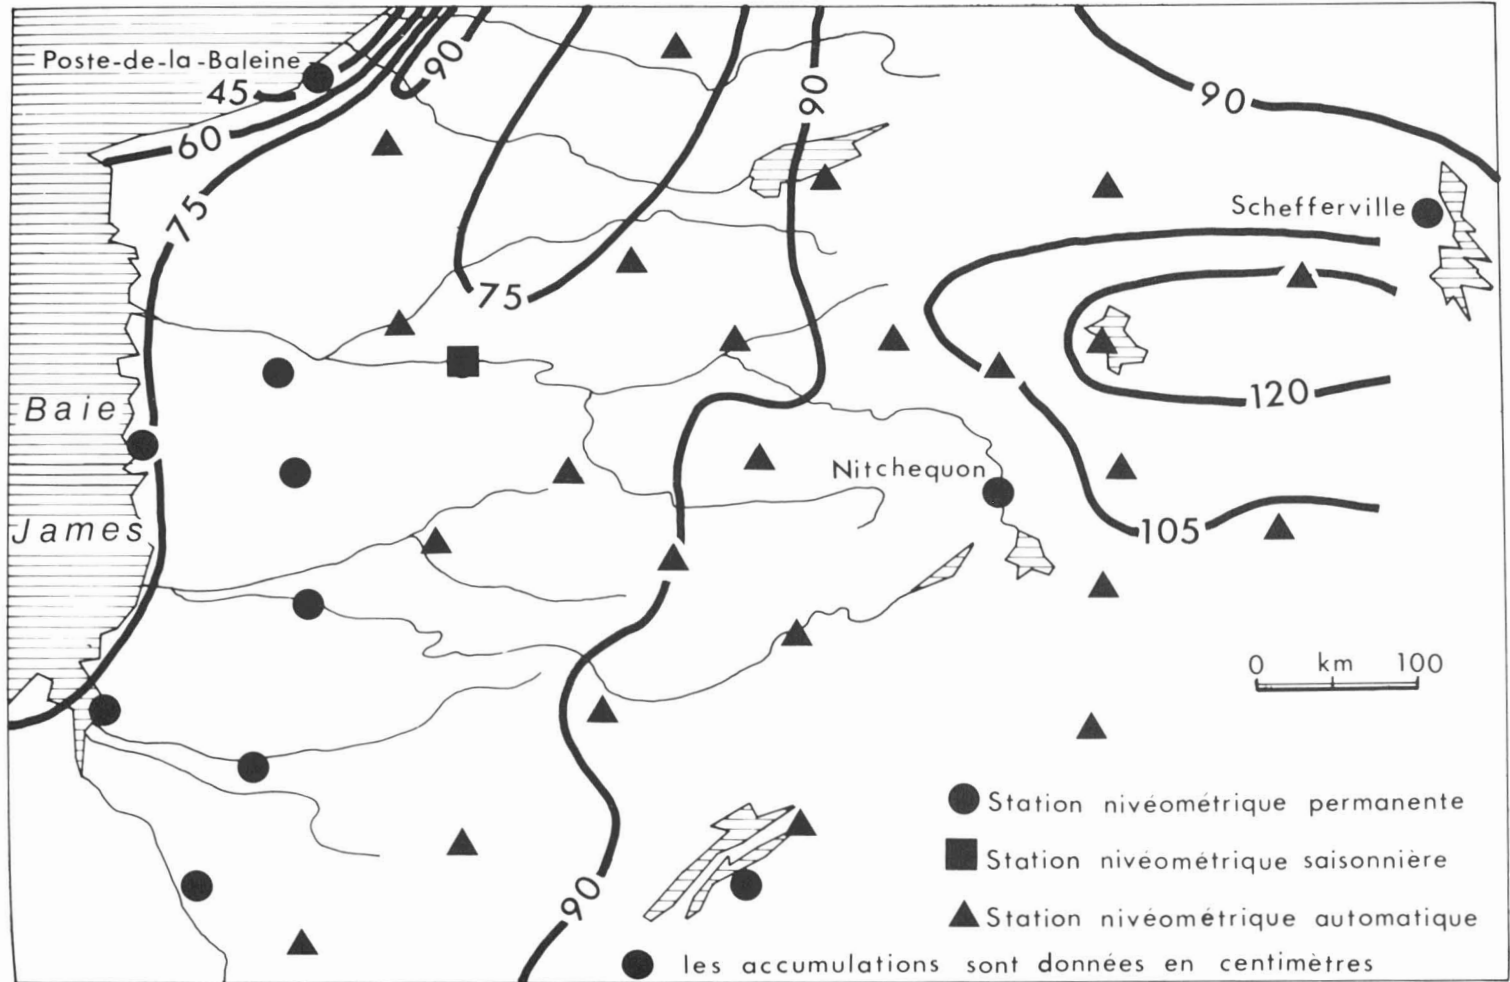 90
Poste-de-la-Baleine
45
90
90
60
75
Schefferville
75
120
Baie
Nitchequon
James
105
0 km 100
Station nivéométrique permanente
Station nivéométrique saisonnière
90
Station nivéométrique automatique
les accumulations sont données en centimètres